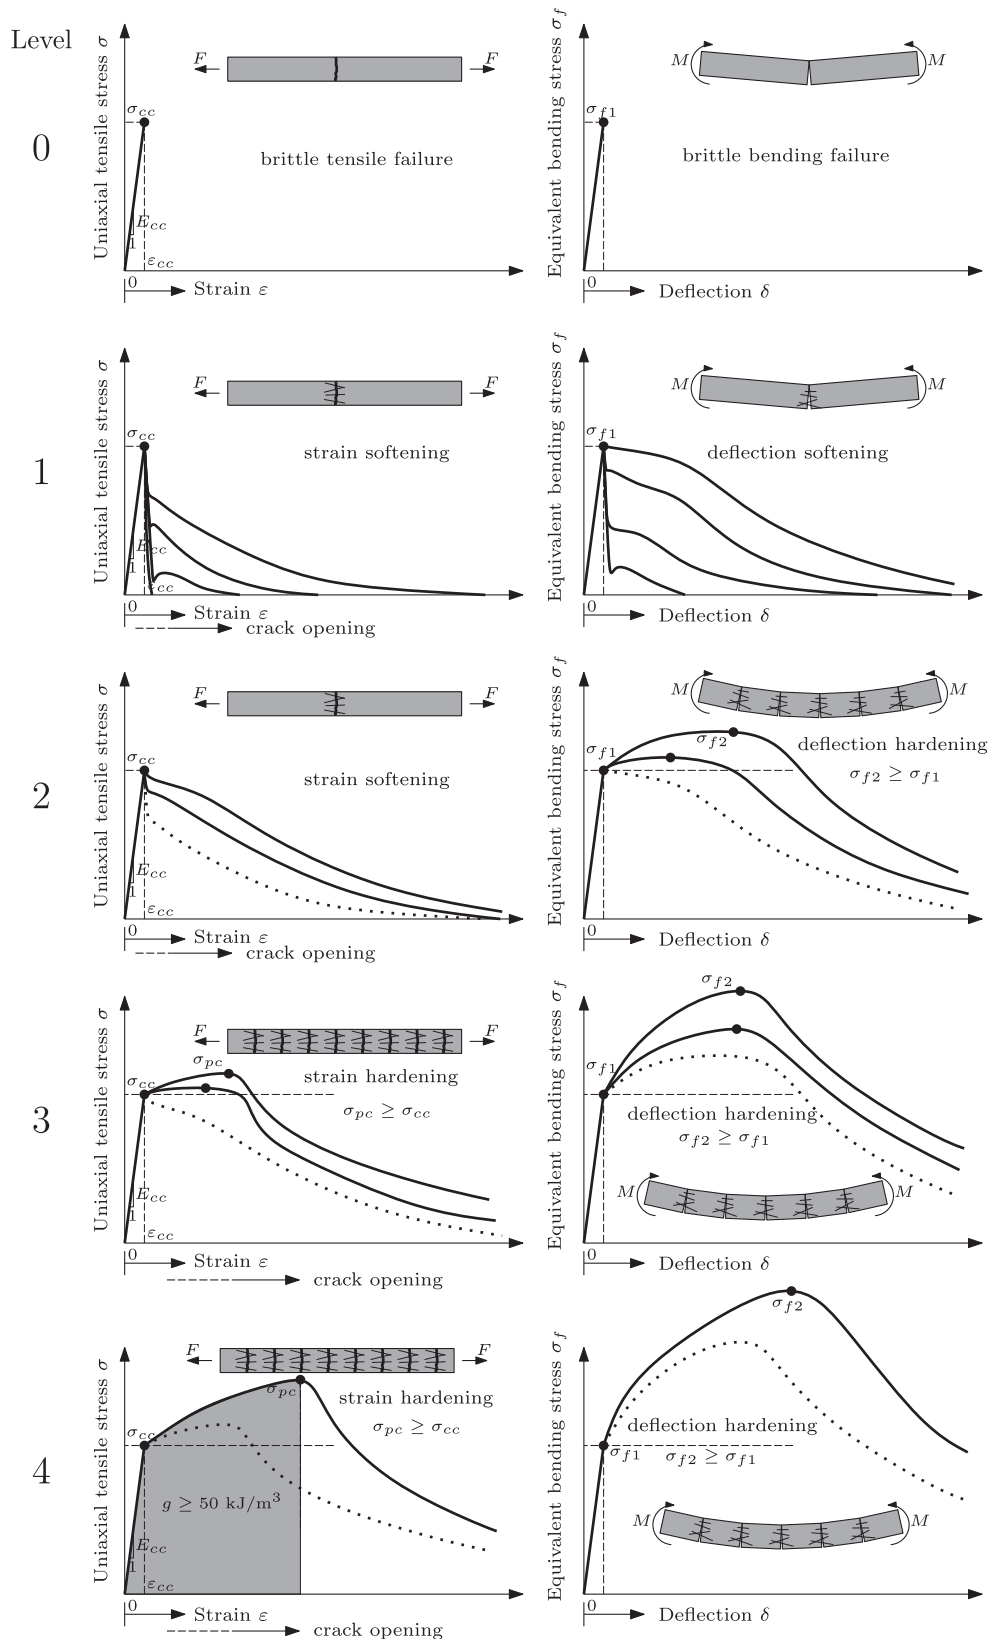 Level
0
Uniaxial tensile stress σ
F
F
σcc
brittle tensile failure
Ecc
1
εcc
0
Strain ε
Equivalent bending stress σf
M
M
σf1
brittle bending failure
0
Deflection δ
1
Uniaxial tensile stress σ
F
F
σcc
strain softening
Ecc
1
εcc
0
Strain ε
crack opening
Equivalent bending stress σf
M
M
σf1
deflection softening
0
Deflection δ
2
Uniaxial tensile stress σ
F
F
σcc
strain softening
Ecc
1
εcc
0
Strain ε
crack opening
Equivalent bending stress σf
M
M
σf1
σf2
deflection hardening
σf2 ≥ σf1
0
Deflection δ
3
Uniaxial tensile stress σ
F
F
σpc
σcc
strain hardening
σpc ≥ σcc
Ecc
1
εcc
0
Strain ε
crack opening
Equivalent bending stress σf
σf2
σf1
deflection hardening
σf2 ≥ σf1
M
M
0
Deflection δ
4
Uniaxial tensile stress σ
F
F
σpc
σcc
strain hardening
σpc ≥ σcc
g ≥ 50 kJ/m³
Ecc
1
εcc
0
Strain ε
crack opening
Equivalent bending stress σf
σf2
deflection hardening
σf1
σf2 ≥ σf1
M
M
0
Deflection δ